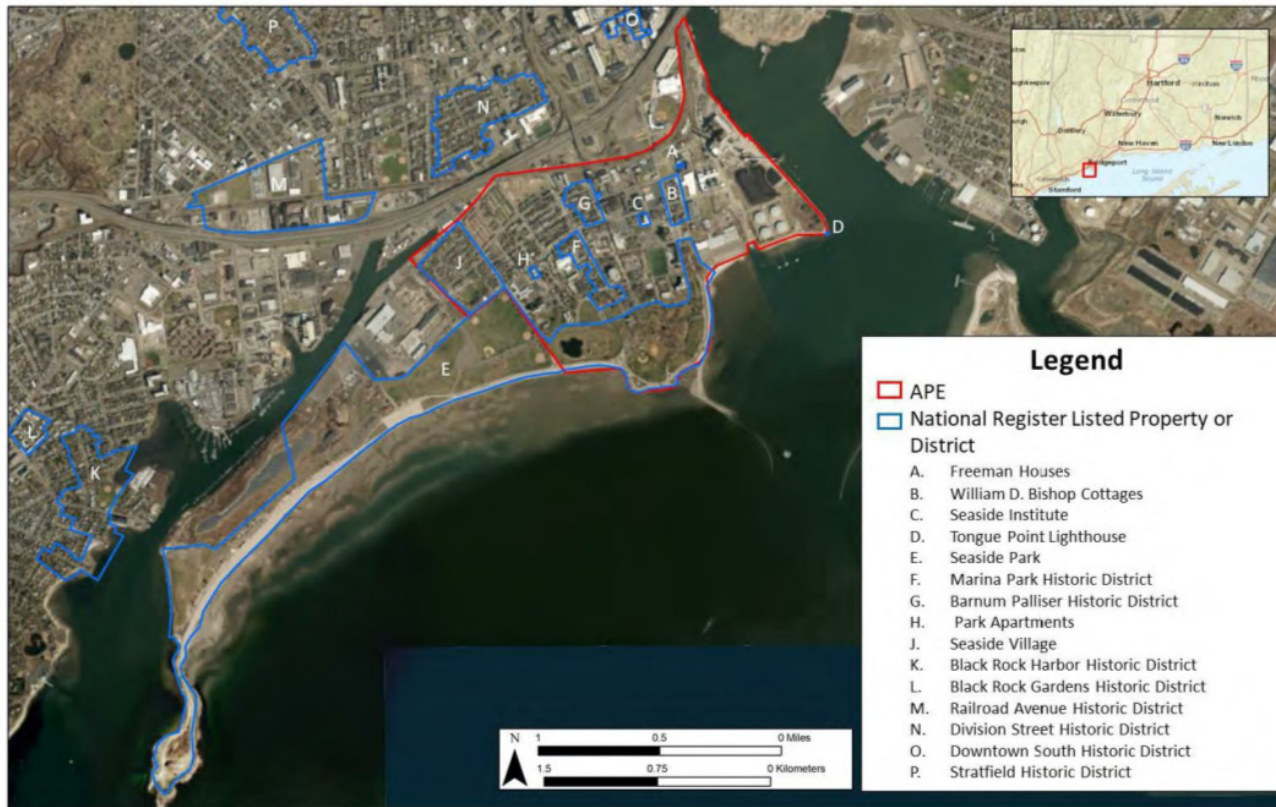 P
O
N
M
A
B
G
C
D
F
H
J
E
L
K
Hartford
Waterbury
Danbury
Norwich
New Haven
New London
Bridgeport
Long Island
Sound
Stamford
Legend
APE
National Register Listed Property or
District
A. Freeman Houses
B. William D. Bishop Cottages
C. Seaside Institute
D. Tongue Point Lighthouse
E. Seaside Park
F. Marina Park Historic District
G. Barnum Palliser Historic District
H. Park Apartments
J. Seaside Village
K. Black Rock Harbor Historic District
L. Black Rock Gardens Historic District
M. Railroad Avenue Historic District
N. Division Street Historic District
O. Downtown South Historic District
P. Stratfield Historic District
N
1 0.5 0 Miles
1.5 0.75 0 Kilometers